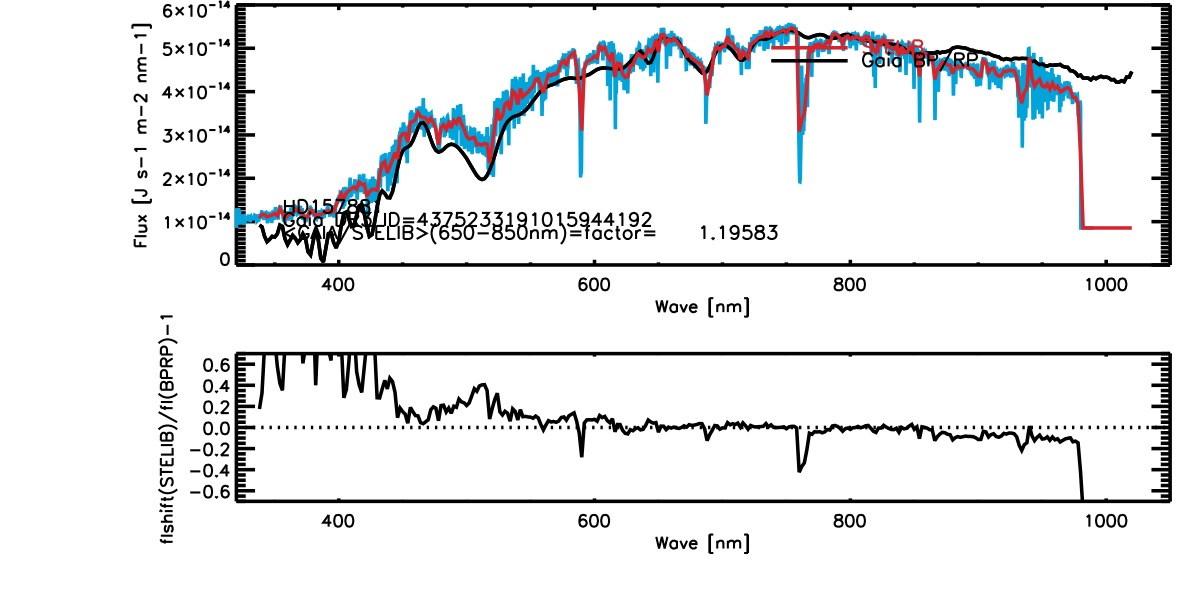 6×10−14
5×10−14
4×10−14
3×10−14
2×10−14
1×10−14
0
Flux [J s−1 m−2 nm−1]
STELIB
Gaia BP/RP
HD157881
Gaia DR3 ID=4375233191015944192
<GAIA/STELIB>(650−850nm)=factor= 1.19583
400 600 800 1000
Wave [nm]
0.6
0.4
0.2
0.0
−0.2
−0.4
−0.6
flshift(STELIB)/fl(BPRP)−1
400 600 800 1000
Wave [nm]